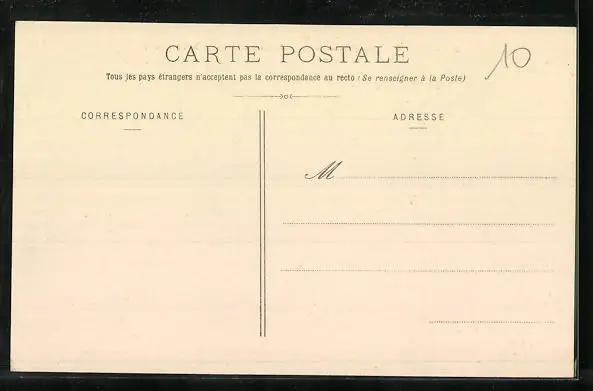 CARTE POSTALE
10
Tous les pays étrangers n'acceptent pas la correspondance au recto (Se renseigner à la Poste)
CORRESPONDANCE
ADRESSE
M